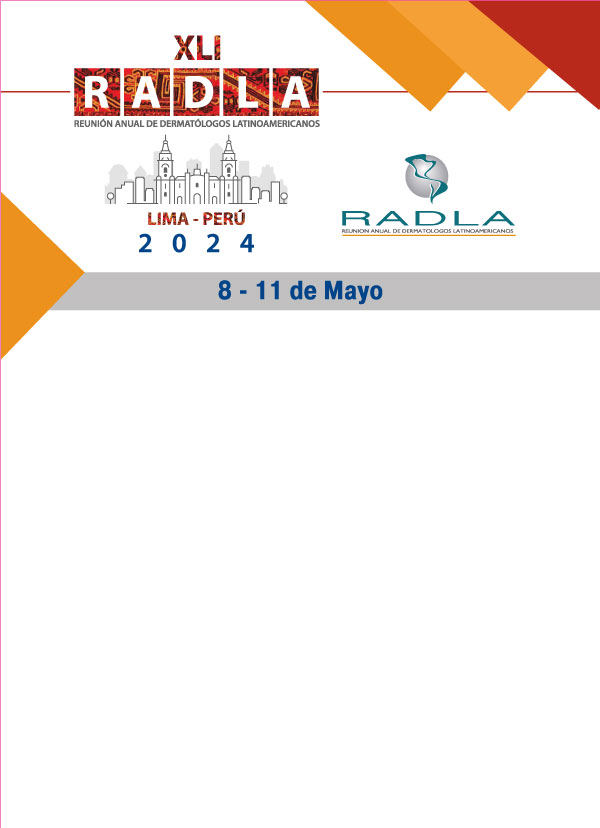 XLI
RADLA
REUNIÓN ANUAL DE DERMATÓLOGOS LATINOAMERICANOS
LIMA - PERÚ
2024
RADLA
REUNION ANUAL DE DERMATOLOGOS LATINOAMERICANOS
8 - 11 de Mayo